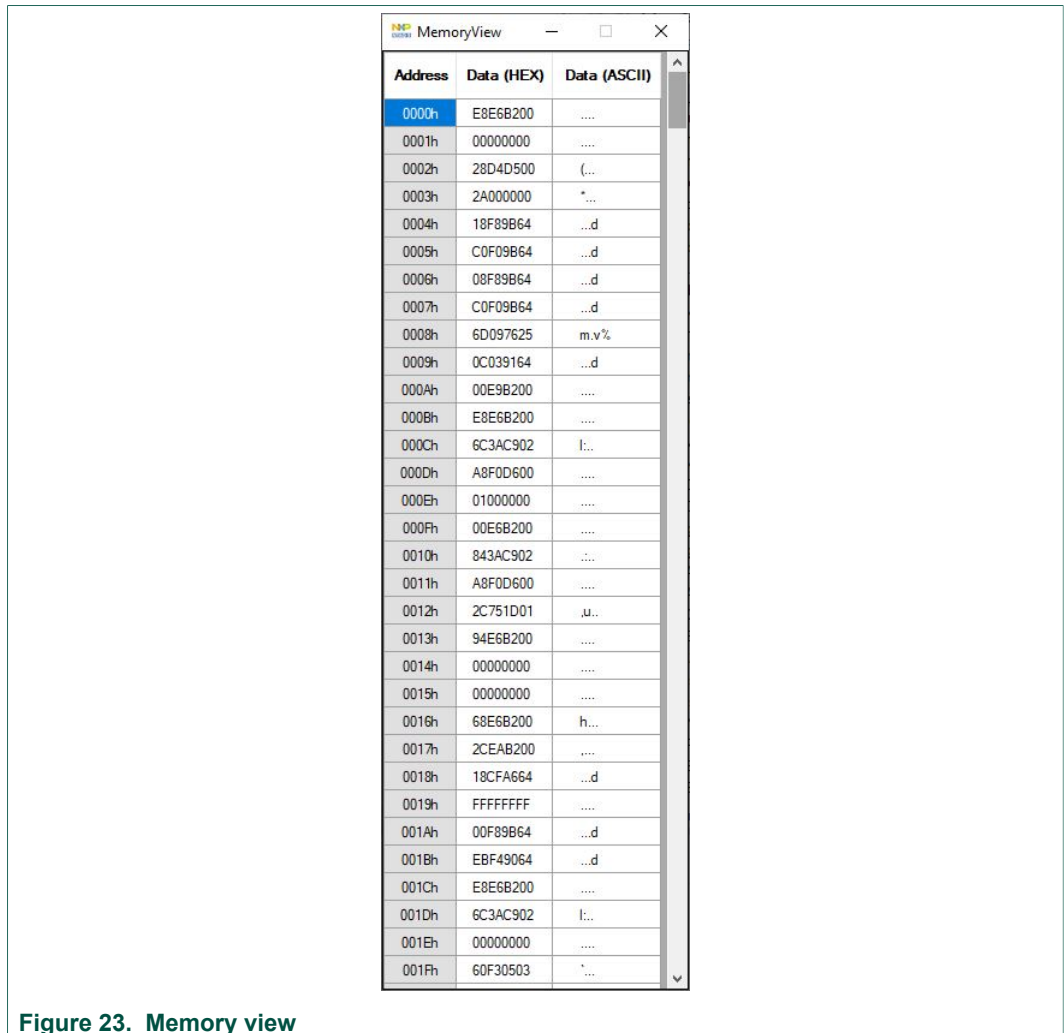 NXP MemoryView
Address Data (HEX) Data (ASCII)
0000h E8E6B200 ....
0001h 00000000 ....
0002h 28D4D500 (...
0003h 2A000000 *...
0004h 18F89B64 ...d
0005h C0F09B64 ...d
0006h 08F89B64 ...d
0007h C0F09B64 ...d
0008h 6D097625 m.v%
0009h 0C039164 ...d
000Ah 00E9B200 ....
000Bh E8E6B200 ....
000Ch 6C3AC902 l:..
000Dh A8F0D600 ....
000Eh 01000000 ....
000Fh 00E6B200 ....
0010h 843AC902 .:..
0011h A8F0D600 ....
0012h 2C751D01 ,u..
0013h 94E6B200 ....
0014h 00000000 ....
0015h 00000000 ....
0016h 68E6B200 h...
0017h 2CEAB200 ,...
0018h 18CFA664 ...d
0019h FFFFFFFF ....
001Ah 00F89B64 ...d
001Bh EBF49064 ...d
001Ch E8E6B200 ....
001Dh 6C3AC902 l:..
001Eh 00000000 ....
001Fh 60F30503 `...
Figure 23. Memory view